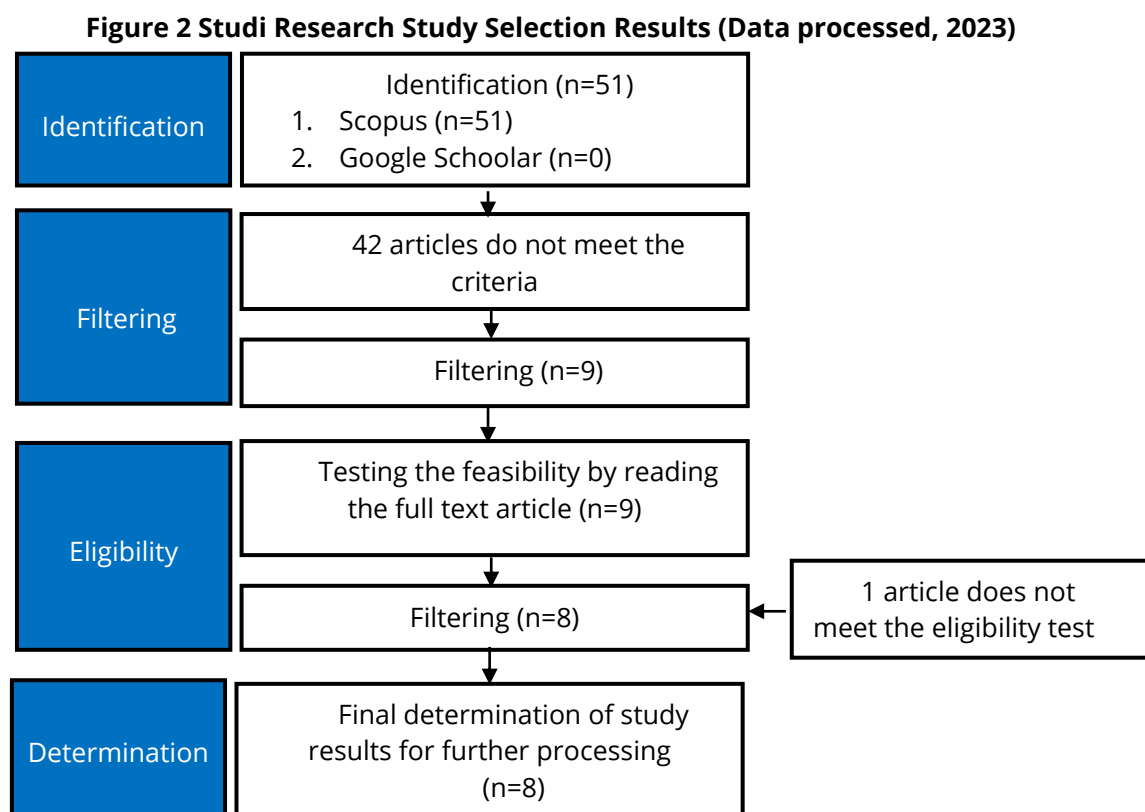 Figure 2 Studi Research Study Selection Results (Data processed, 2023)
Identification
Identification (n=51)
1. Scopus (n=51)
2. Google Schoolar (n=0)
Filtering
42 articles do not meet the
criteria
Filtering (n=9)
Eligibility
Testing the feasibility by reading
the full text article (n=9)
Filtering (n=8)
1 article does not
meet the eligibility test
Determination
Final determination of study
results for further processing
(n=8)